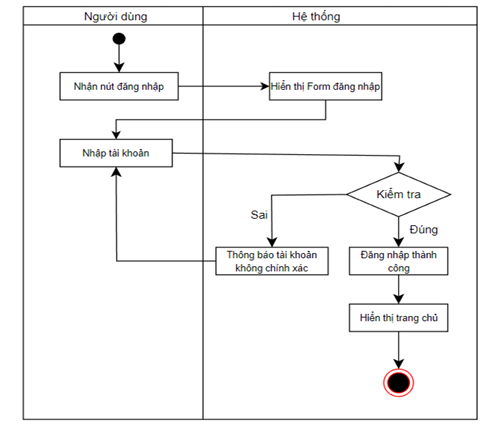 Người dùng
Hệ thống
Nhận nút đăng nhập
Hiển thị Form đăng nhập
Nhập tài khoản
Kiểm tra
Sai
Đúng
Thông báo tài khoản
không chính xác
Đăng nhập thành
công
Hiển thị trang chủ